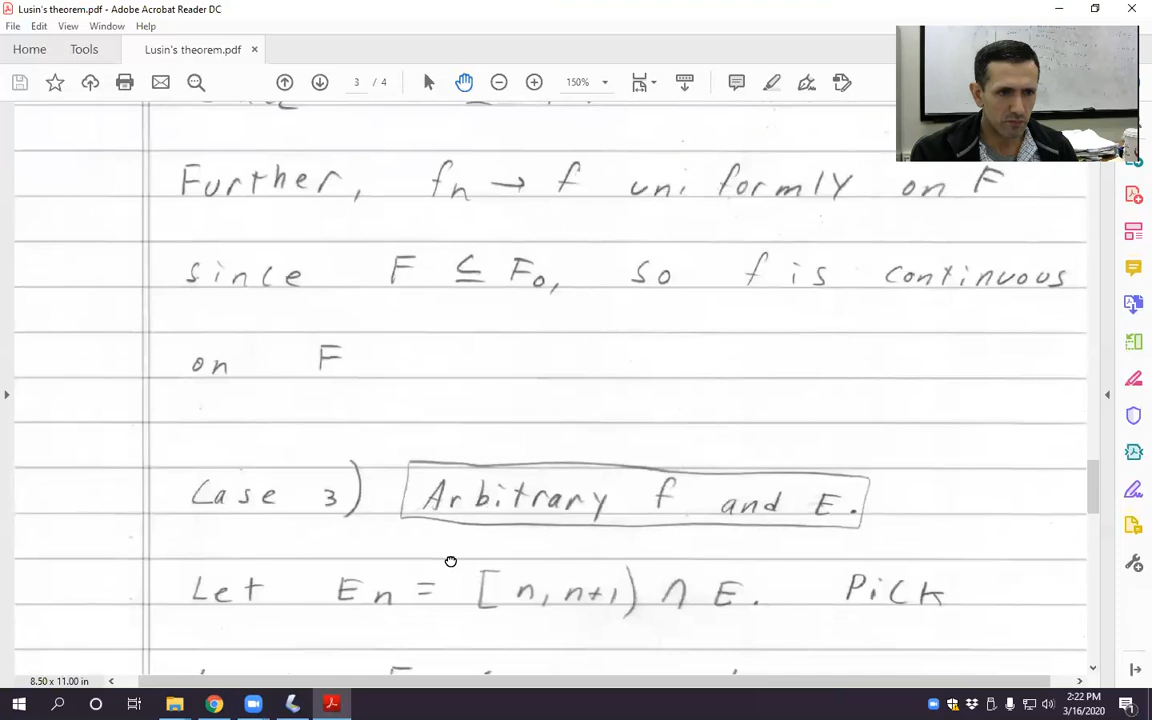 Lusin's theorem.pdf - Adobe Acrobat Reader DC
File Edit View Window Help
Home Tools Lusin's theorem.pdf ×
3 / 4 150%
Further, fn → f uniformly on F
since F ⊆ F₀, so f is continuous
on F
Case 3) Arbitrary f and E.
Let En = [n, n+1) ∩ E. Pick
8.50 x 11.00 in
2:22 PM
3/16/2020